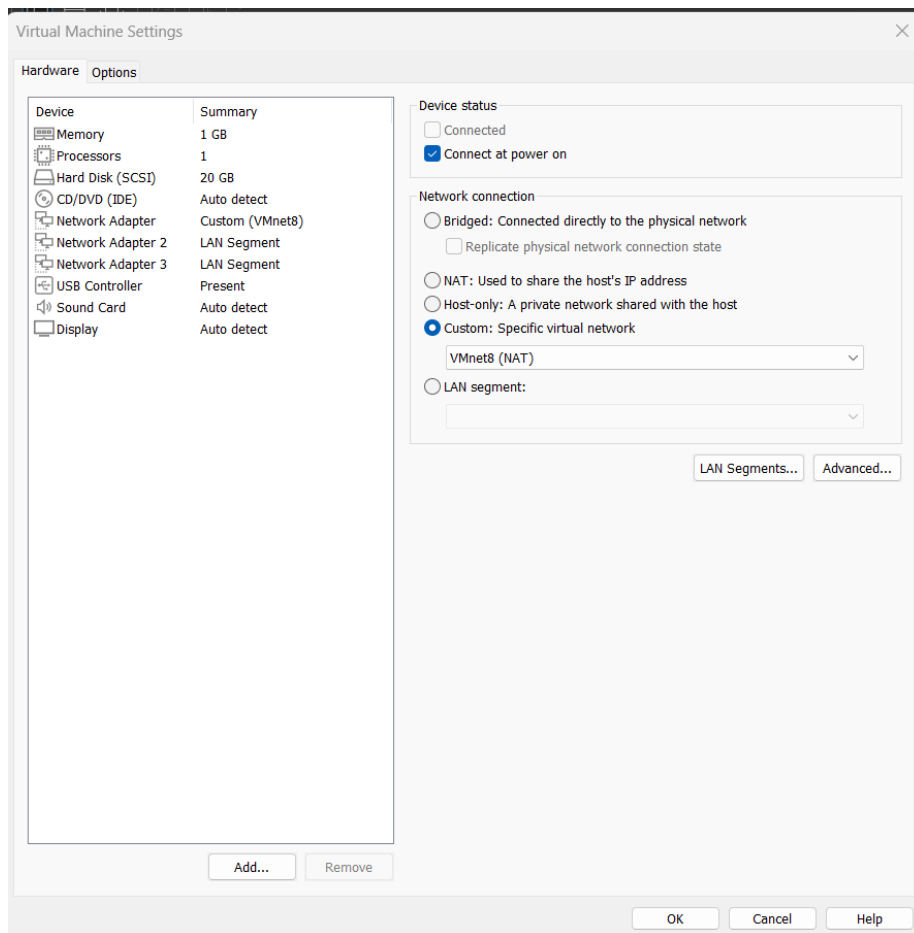 Virtual Machine Settings
Hardware Options
Device Summary
Memory 1 GB
Processors 1
Hard Disk (SCSI) 20 GB
CD/DVD (IDE) Auto detect
Network Adapter Custom (VMnet8)
Network Adapter 2 LAN Segment
Network Adapter 3 LAN Segment
USB Controller Present
Sound Card Auto detect
Display Auto detect
Add... Remove
Device status
Connected
Connect at power on
Network connection
Bridged: Connected directly to the physical network
Replicate physical network connection state
NAT: Used to share the host's IP address
Host-only: A private network shared with the host
Custom: Specific virtual network
VMnet8 (NAT)
LAN segment:
LAN Segments... Advanced...
OK Cancel Help